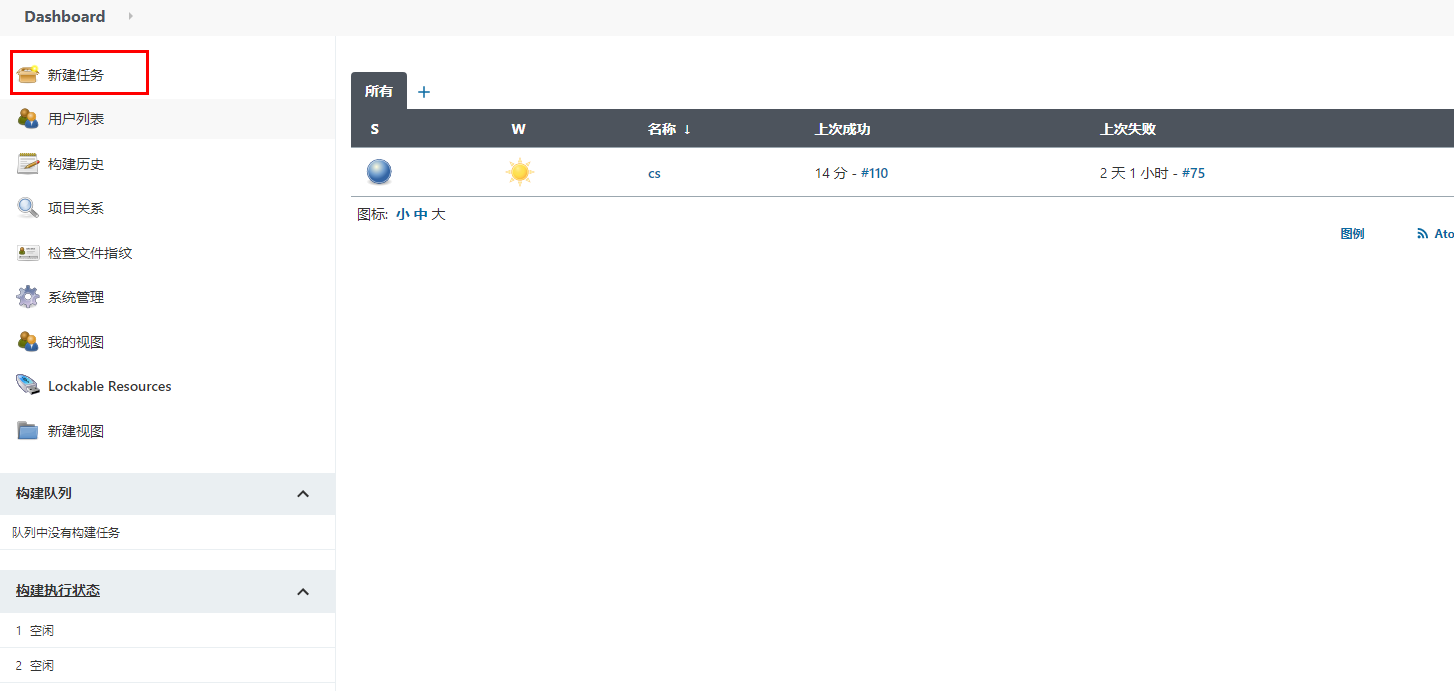 Dashboard
新建任务
用户列表
构建历史
项目关系
检查文件指纹
系统管理
我的视图
Lockable Resources
新建视图
构建队列
队列中没有构建任务
构建执行状态
1 空闲
2 空闲
所有 +
S W 名称 ↓ 上次成功 上次失败
cs 14 分 - #110 2 天 1 小时 - #75
图标: 小 中 大
图例 Ato